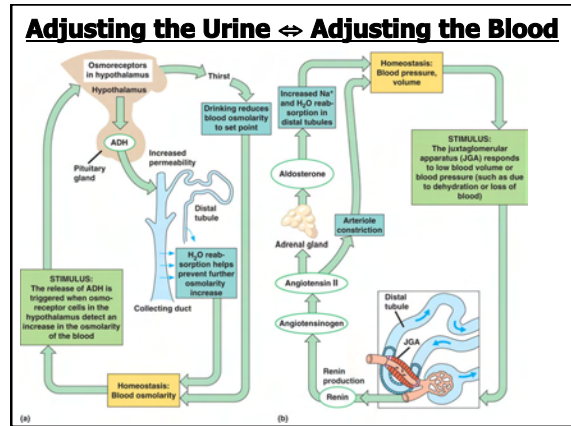 Adjusting the Urine ⇔ Adjusting the Blood
Osmoreceptors
in hypothalamus
Hypothalamus
Thirst
Drinking reduces
blood osmolarity
to set point
ADH
Increased
permeability
Pituitary
gland
Distal
tubule
H₂O reab-
sorption helps
prevent further
osmolarity
increase
Collecting duct
STIMULUS:
The release of ADH is
triggered when osmo-
receptor cells in the
hypothalamus detect
an increase in the
osmolarity of
the blood
Homeostasis:
Blood osmolarity
(a)
Increased Na⁺
and H₂O reab-
sorption in
distal tubules
Homeostasis:
Blood pressure,
volume
STIMULUS:
The juxtaglomerular
apparatus (JGA) responds
to low blood volume or
blood pressure (such as due
to dehydration or loss of
blood)
Aldosterone
Adrenal gland
Arteriole
constriction
Angiotensin II
Angiotensinogen
Distal
tubule
JGA
Renin
production
Renin
(b)